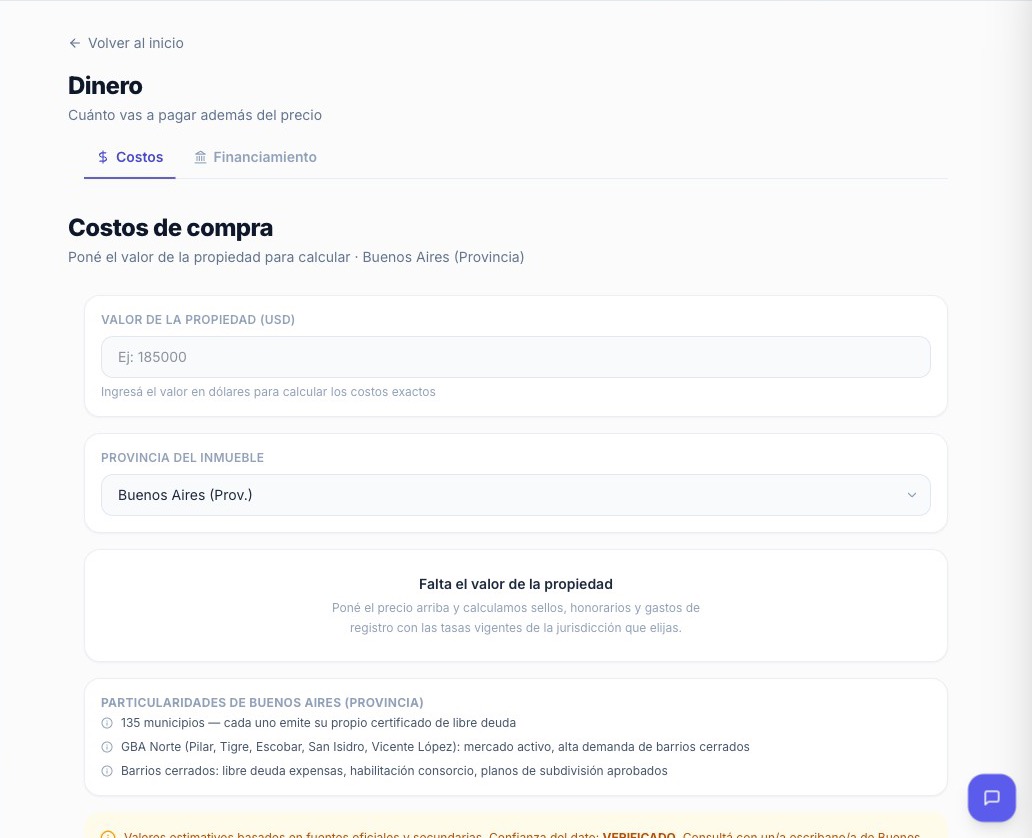 Volver al inicio
Dinero
Cuánto vas a pagar además del precio
Costos
Financiamiento
Costos de compra
Poné el valor de la propiedad para calcular · Buenos Aires (Provincia)
VALOR DE LA PROPIEDAD (USD)
Ej: 185000
Ingresá el valor en dólares para calcular los costos exactos
PROVINCIA DEL INMUEBLE
Buenos Aires (Prov.)
Falta el valor de la propiedad
Poné el precio arriba y calculamos sellos, honorarios y gastos de
registro con las tasas vigentes de la jurisdicción que elijas.
PARTICULARIDADES DE BUENOS AIRES (PROVINCIA)
135 municipios — cada uno emite su propio certificado de libre deuda
GBA Norte (Pilar, Tigre, Escobar, San Isidro, Vicente López): mercado activo, alta demanda de barrios cerrados
Barrios cerrados: libre deuda expensas, habilitación consorcio, planos de subdivisión aprobados
Valores estimativos basados en fuentes oficiales y secundarias. Confianza del dato: VERIFICADO. Consultá con un/a escribano/a de Buenos